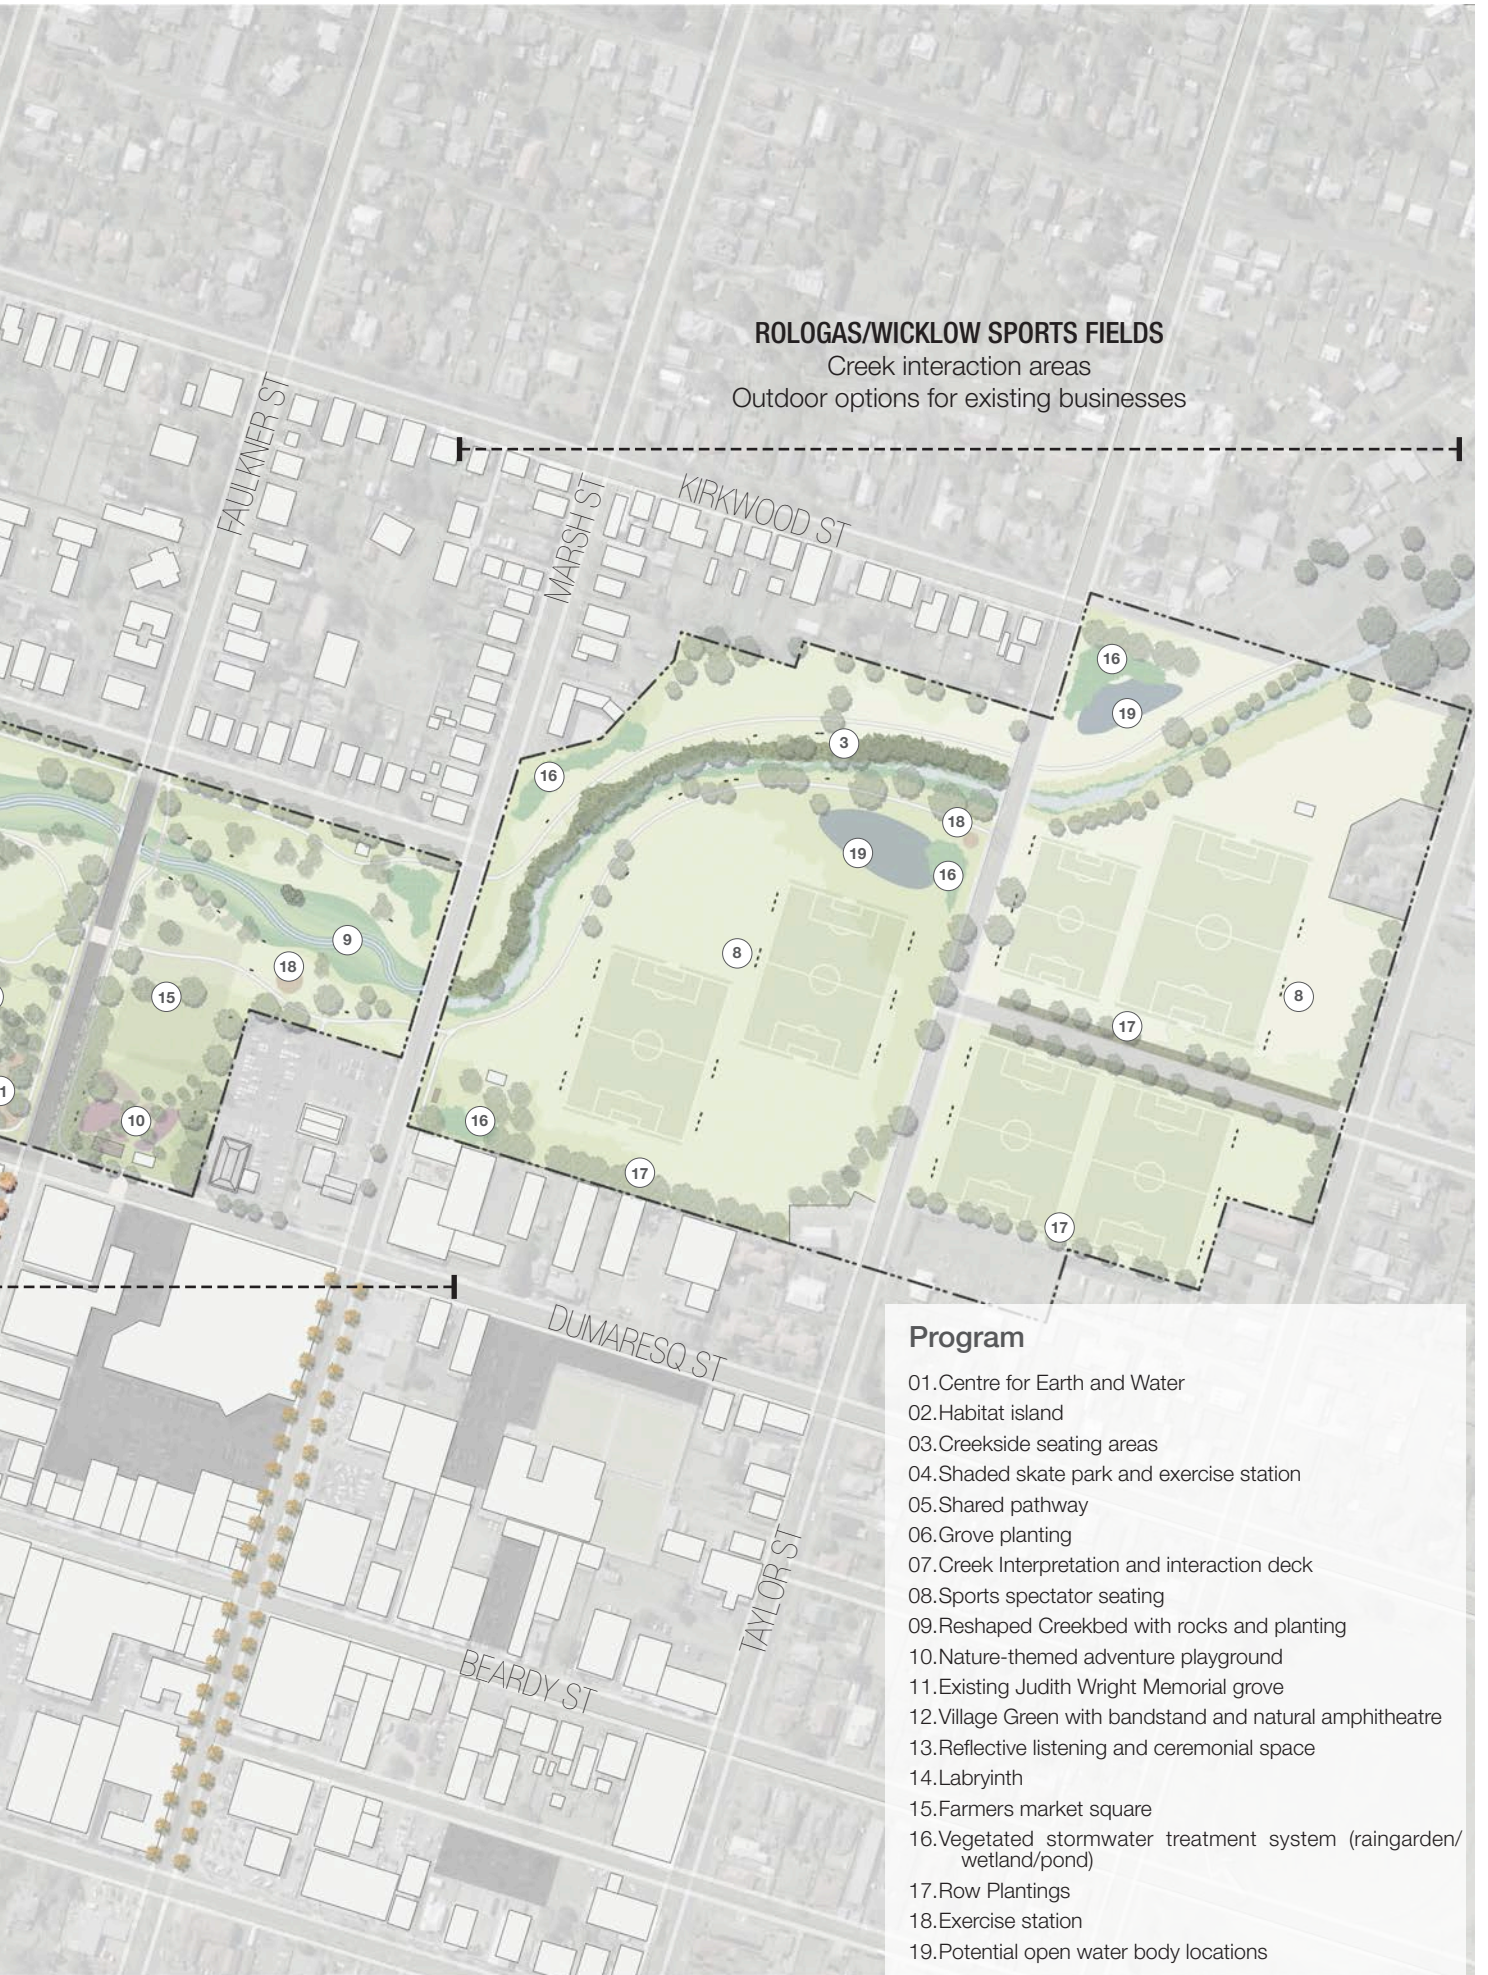 ROLOGAS/WICKLOW SPORTS FIELDS
Creek interaction areas
Outdoor options for existing businesses
FAULKNER ST
MARSH ST
KIRKWOOD ST
16
19
3
16
18
19
16
9
18
8
15
8
17
1
10
16
17
17
DUMARESQ ST
TAYLOR ST
BEARDY ST
Program
01.Centre for Earth and Water
02.Habitat island
03.Creekside seating areas
04.Shaded skate park and exercise station
05.Shared pathway
06.Grove planting
07.Creek Interpretation and interaction deck
08.Sports spectator seating
09.Reshaped Creekbed with rocks and planting
10.Nature-themed adventure playground
11.Existing Judith Wright Memorial grove
12.Village Green with bandstand and natural amphitheatre
13.Reflective listening and ceremonial space
14.Labryinth
15.Farmers market square
16.Vegetated stormwater treatment system (raingarden/
wetland/pond)
17.Row Plantings
18.Exercise station
19.Potential open water body locations